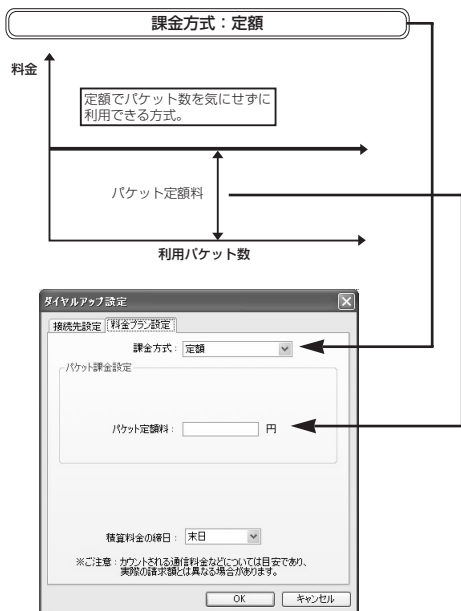 課金方式：定額
料金
定額でパケット数を気にせずに
利用できる方式。
パケット定額料
利用パケット数
ダイヤルアップ設定
接続先設定 料金プラン設定
課金方式： 定額
パケット課金設定
パケット定額料： 円
積算料金の締日： 末日
※ご注意：カウントされる通信料金などについては目安であり、
実際の請求額とは異なる場合があります。
OK キャンセル